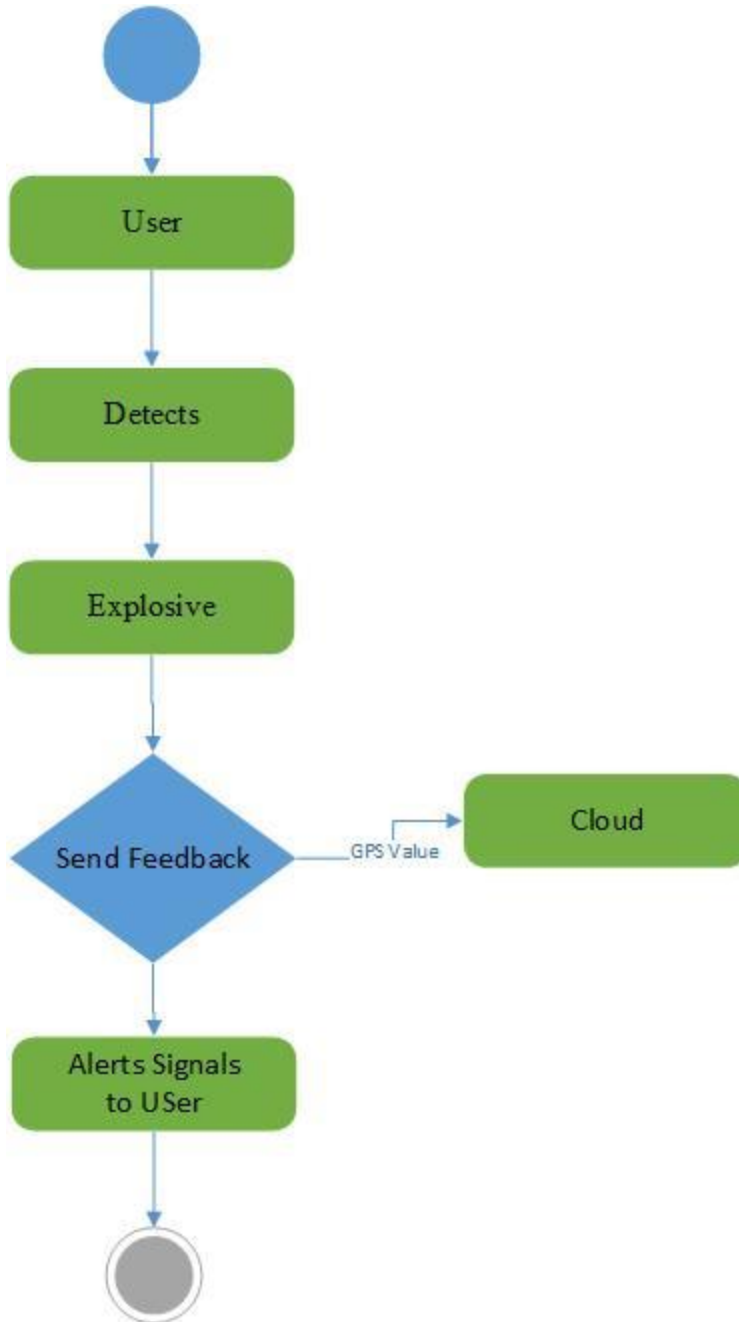 User
Detects
Explosive
Send Feedback
GPS Value
Cloud
Alerts Signals
to USer